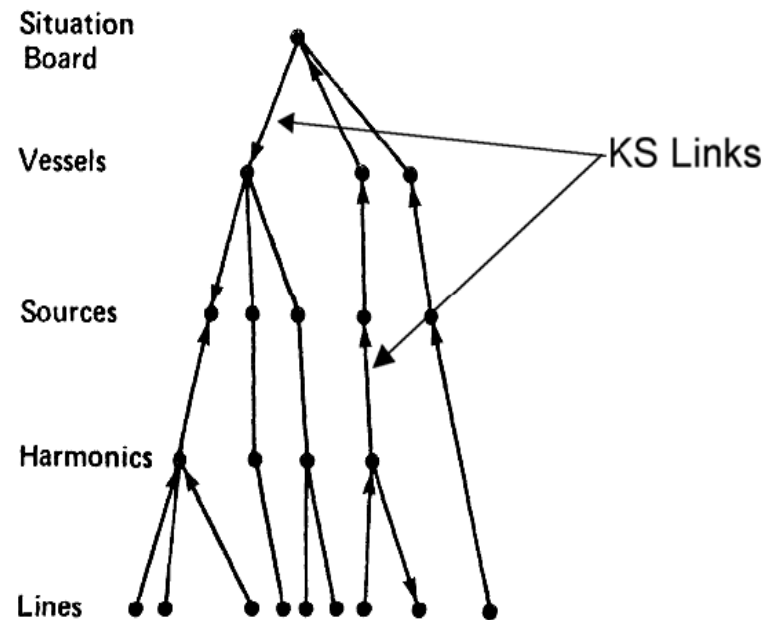 Situation
Board
Vessels
KS Links
Sources
Harmonics
Lines